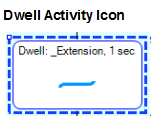 Dwell Activity Icon
Dwell: _Extension, 1 sec